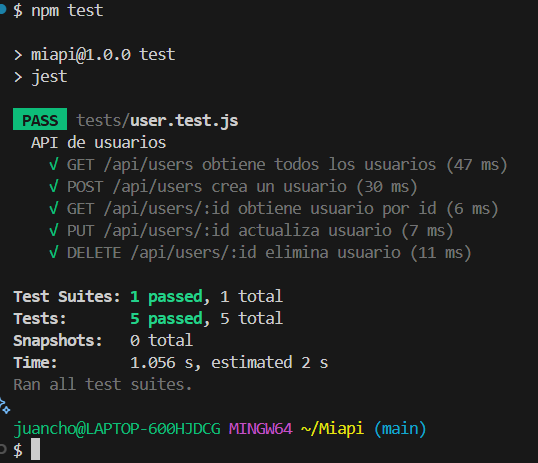 $ npm test
> miapi@1.0.0 test
> jest
PASS tests/user.test.js
API de usuarios
√ GET /api/users obtiene todos los usuarios (47 ms)
√ POST /api/users crea un usuario (30 ms)
√ GET /api/users/:id obtiene usuario por id (6 ms)
√ PUT /api/users/:id actualiza usuario (7 ms)
√ DELETE /api/users/:id elimina usuario (11 ms)
Test Suites: 1 passed, 1 total
Tests: 5 passed, 5 total
Snapshots: 0 total
Time: 1.056 s, estimated 2 s
Ran all test suites.
juancho@LAPTOP-600HJDCG MINGW64 ~/Miapi (main)
$